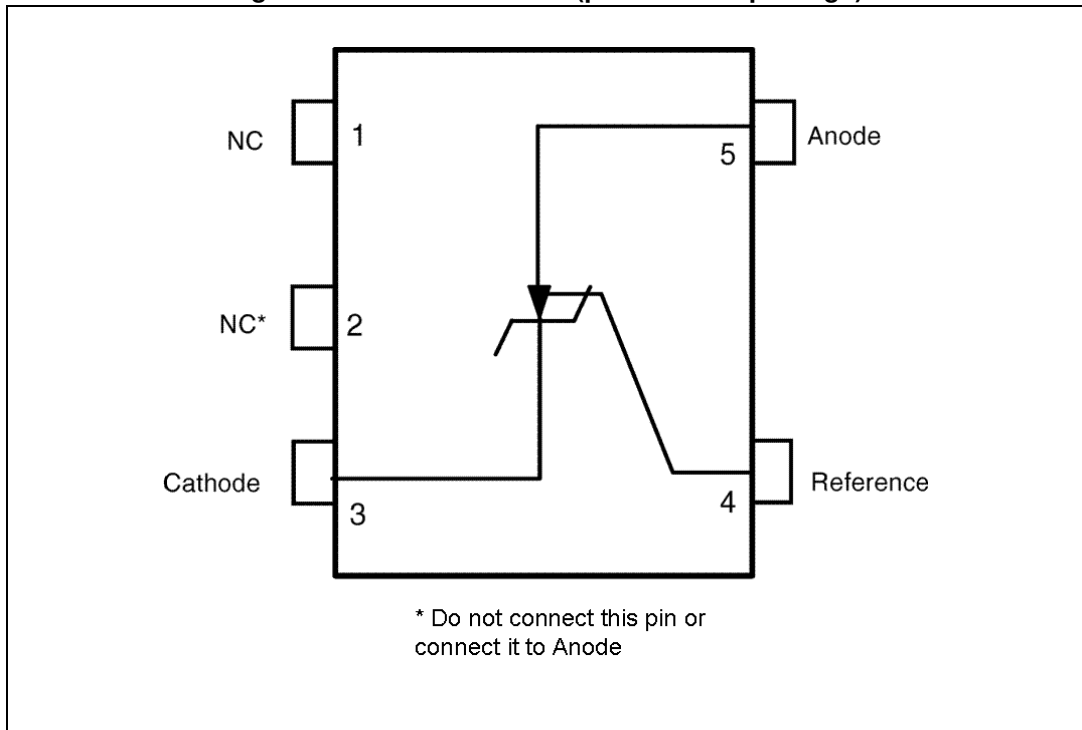 NC
1
5
Anode
NC*
2
Cathode
3
4
Reference
* Do not connect this pin or
connect it to Anode